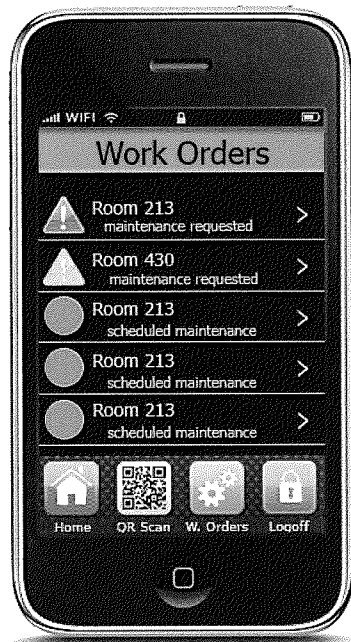 WIFI
Work Orders
Room 213
maintenance requested
Room 430
maintenance requested
Room 213
scheduled maintenance
Room 213
scheduled maintenance
Room 213
scheduled maintenance
Home QR Scan W. Orders Logoff